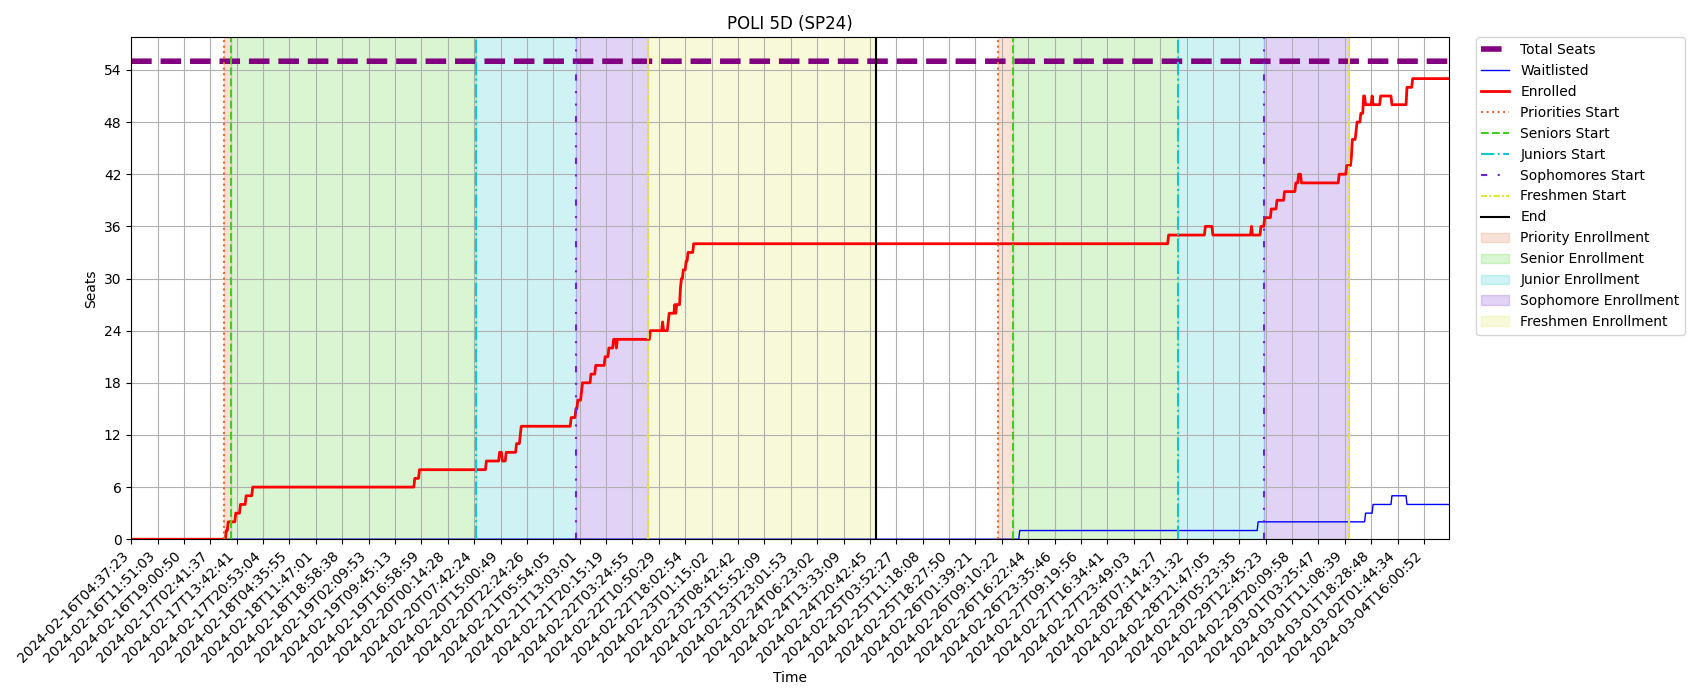 POLI 5D (SP24)
Total Seats
Waitlisted
Enrolled
Priorities Start
Seniors Start
Juniors Start
Sophomores Start
Freshmen Start
End
Priority Enrollment
Senior Enrollment
Junior Enrollment
Sophomore Enrollment
Freshmen Enrollment
Seats
54
48
42
36
30
24
18
12
6
0
2024-02-16T04:37:23
2024-02-16T11:51:03
2024-02-16T19:00:50
2024-02-17T02:41:37
2024-02-17T13:42:41
2024-02-17T20:53:04
2024-02-18T04:35:55
2024-02-18T11:47:01
2024-02-18T18:58:38
2024-02-19T02:09:53
2024-02-19T09:45:13
2024-02-19T16:58:59
2024-02-20T00:14:28
2024-02-20T07:42:24
2024-02-20T15:00:49
2024-02-20T22:24:26
2024-02-21T05:54:05
2024-02-21T13:03:01
2024-02-21T20:15:19
2024-02-22T03:24:55
2024-02-22T10:50:29
2024-02-22T18:02:54
2024-02-23T01:15:02
2024-02-23T08:42:42
2024-02-23T15:52:09
2024-02-23T23:01:53
2024-02-24T06:23:02
2024-02-24T13:33:09
2024-02-24T20:42:45
2024-02-25T03:52:27
2024-02-25T11:18:08
2024-02-25T18:27:50
2024-02-26T01:39:21
2024-02-26T09:10:22
2024-02-26T16:22:44
2024-02-26T23:35:46
2024-02-27T09:19:56
2024-02-27T16:34:41
2024-02-27T23:49:03
2024-02-28T07:14:27
2024-02-28T14:31:32
2024-02-28T21:47:05
2024-02-29T05:23:35
2024-02-29T12:45:23
2024-02-29T20:09:58
2024-03-01T03:25:47
2024-03-01T11:08:39
2024-03-01T18:28:48
2024-03-02T01:44:34
2024-03-04T16:00:52
Time